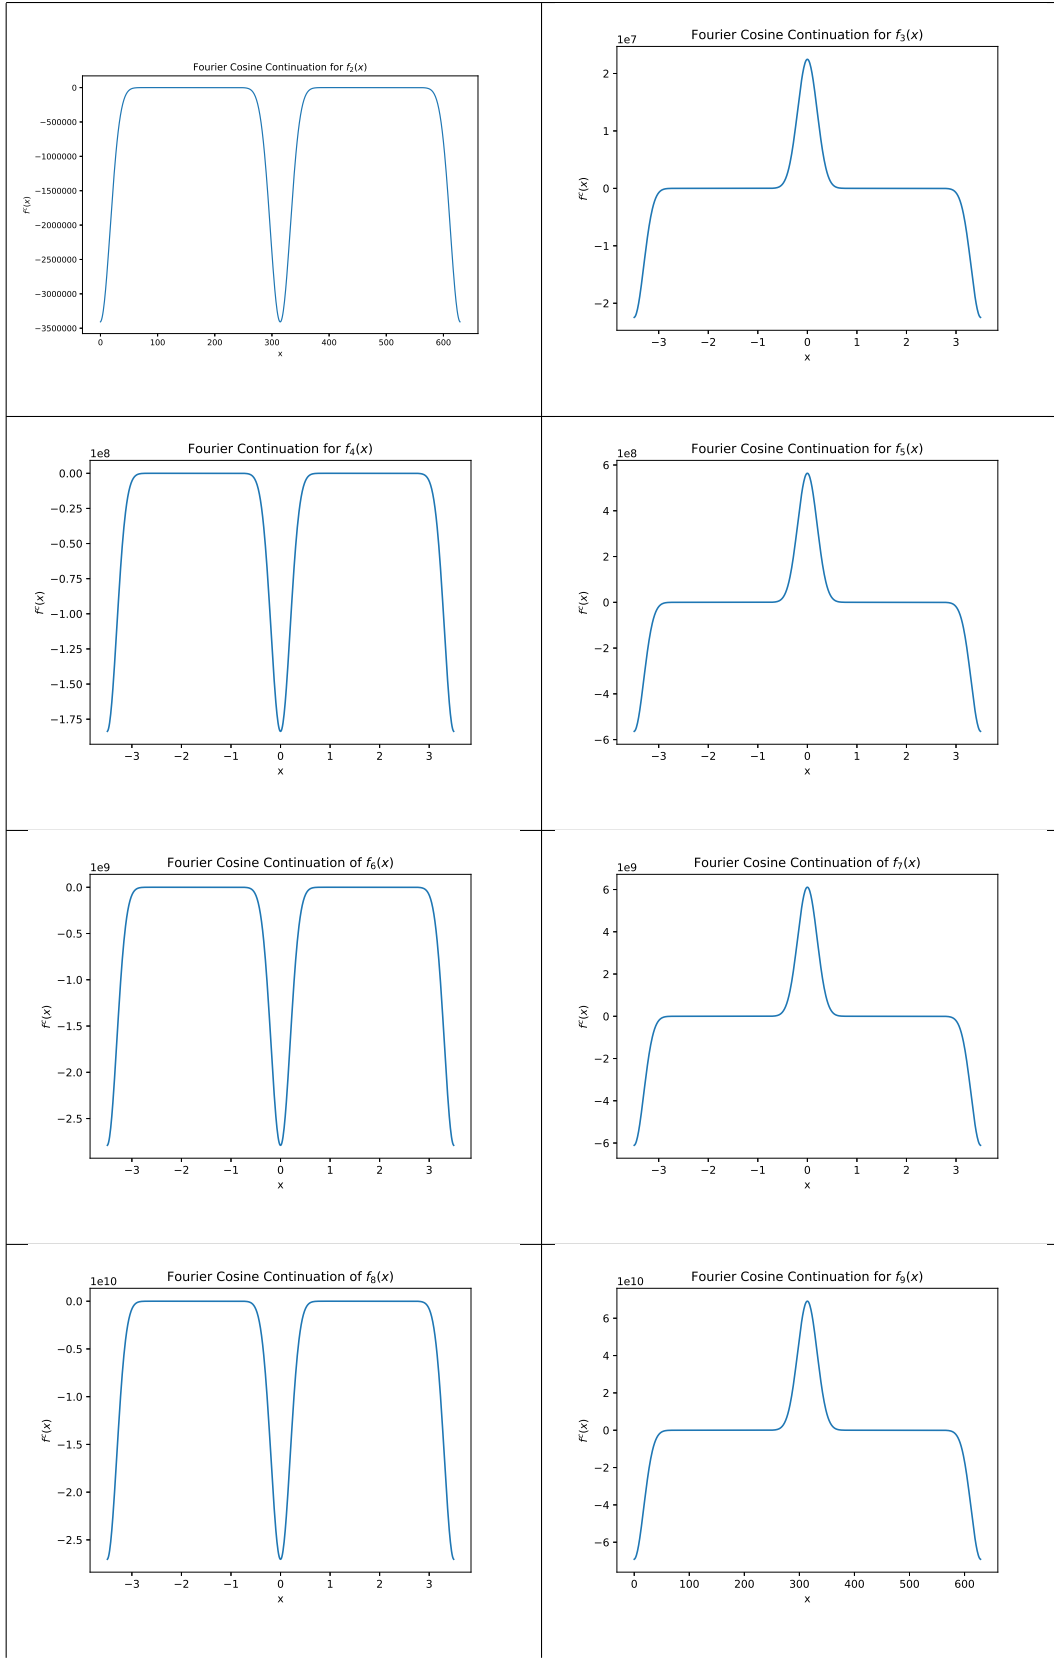 Fourier Cosine Continuation for f₂(x)
0
−500000
−1000000
−1500000
−2000000
−2500000
−3000000
−3500000
fᶜ(x)
0 100 200 300 400 500 600
x
Fourier Cosine Continuation for f₃(x)
1e7
2
1
0
−1
−2
fᶜ(x)
−3 −2 −1 0 1 2 3
x
Fourier Continuation for f₄(x)
1e8
0.00
−0.25
−0.50
−0.75
−1.00
−1.25
−1.50
−1.75
fᶜ(x)
−3 −2 −1 0 1 2 3
x
Fourier Cosine Continuation for f₅(x)
1e8
6
4
2
0
−2
−4
−6
fᶜ(x)
−3 −2 −1 0 1 2 3
x
Fourier Cosine Continuation of f₆(x)
1e9
0.0
−0.5
−1.0
−1.5
−2.0
−2.5
fᶜ(x)
−3 −2 −1 0 1 2 3
x
Fourier Cosine Continuation of f₇(x)
1e9
6
4
2
0
−2
−4
−6
fᶜ(x)
−3 −2 −1 0 1 2 3
x
Fourier Cosine Continuation of f₈(x)
1e10
0.0
−0.5
−1.0
−1.5
−2.0
−2.5
fᶜ(x)
−3 −2 −1 0 1 2 3
x
Fourier Cosine Continuation for f₉(x)
1e10
6
4
2
0
−2
−4
−6
fᶜ(x)
0 100 200 300 400 500 600
x